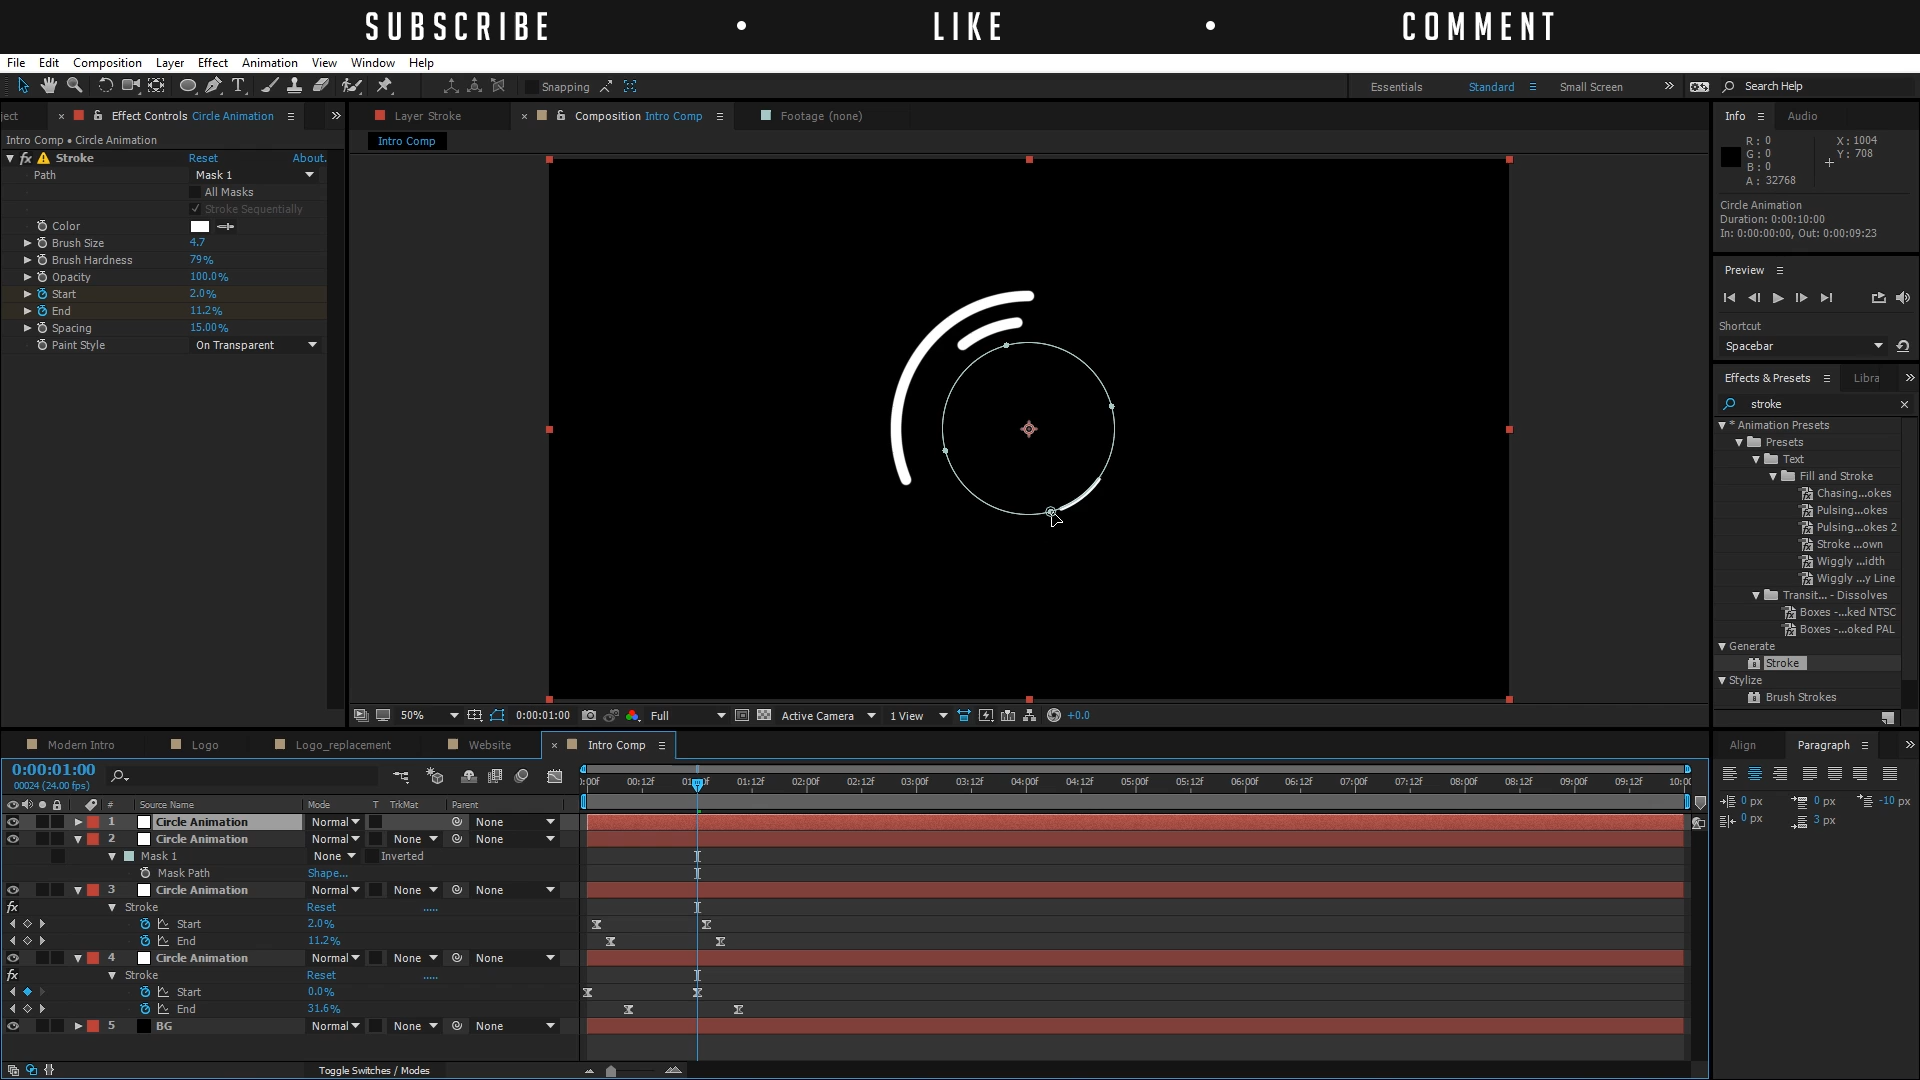 SUBSCRIBE • LIKE • COMMENT
File Edit Composition Layer Effect Animation View Window Help
Snapping Essentials Standard Small Screen Search Help
ject Effect Controls Circle Animation Layer Stroke Composition Intro Comp Footage (none) Info Audio
Intro Comp • Circle Animation Intro Comp
Stroke Reset About.
Path Mask 1
All Masks
Stroke Sequentially
Color
Brush Size 4.7
Brush Hardness 79%
Opacity 100.0%
Start 2.0%
End 11.2%
Spacing 15.00%
Paint Style On Transparent
R: 0 X: 1004
G: 0 Y: 708
B: 0
A: 32768
Circle Animation
Duration: 0:00:10:00
In: 0:00:00:00, Out: 0:00:09:23
Preview
Shortcut
Spacebar
Effects & Presets Libra
stroke
* Animation Presets
Presets
Text
Fill and Stroke
Chasing...okes
Pulsing...okes
Pulsing...okes 2
Stroke ...own
Wiggly ...idth
Wiggly ...y Line
Transit... - Dissolves
Boxes -...ked NTSC
Boxes -...oked PAL
Generate
Stroke
Stylize
Brush Strokes
50% 0:00:01:00 Full Active Camera 1 View +0.0
Modern Intro Logo Logo_replacement Website Intro Comp
Align Paragraph
0:00:01:00
00024 (24.00 fps)
):00f 00:12f 01:00f 01:12f 02:00f 02:12f 03:00f 03:12f 04:00f 04:12f 05:00f 05:12f 06:00f 06:12f 07:00f 07:12f 08:00f 08:12f 09:00f 09:12f 10:00
# Source Name Mode T TrkMat Parent
1 Circle Animation Normal None
2 Circle Animation Normal None None
Mask 1 None Inverted
Mask Path Shape...
3 Circle Animation Normal None None
fx Stroke Reset .....
Start 2.0%
End 11.2%
4 Circle Animation Normal None None
fx Stroke Reset .....
Start 0.0%
End 31.6%
5 BG Normal None None
Toggle Switches / Modes
0 px 0 px -10 px
0 px 3 px